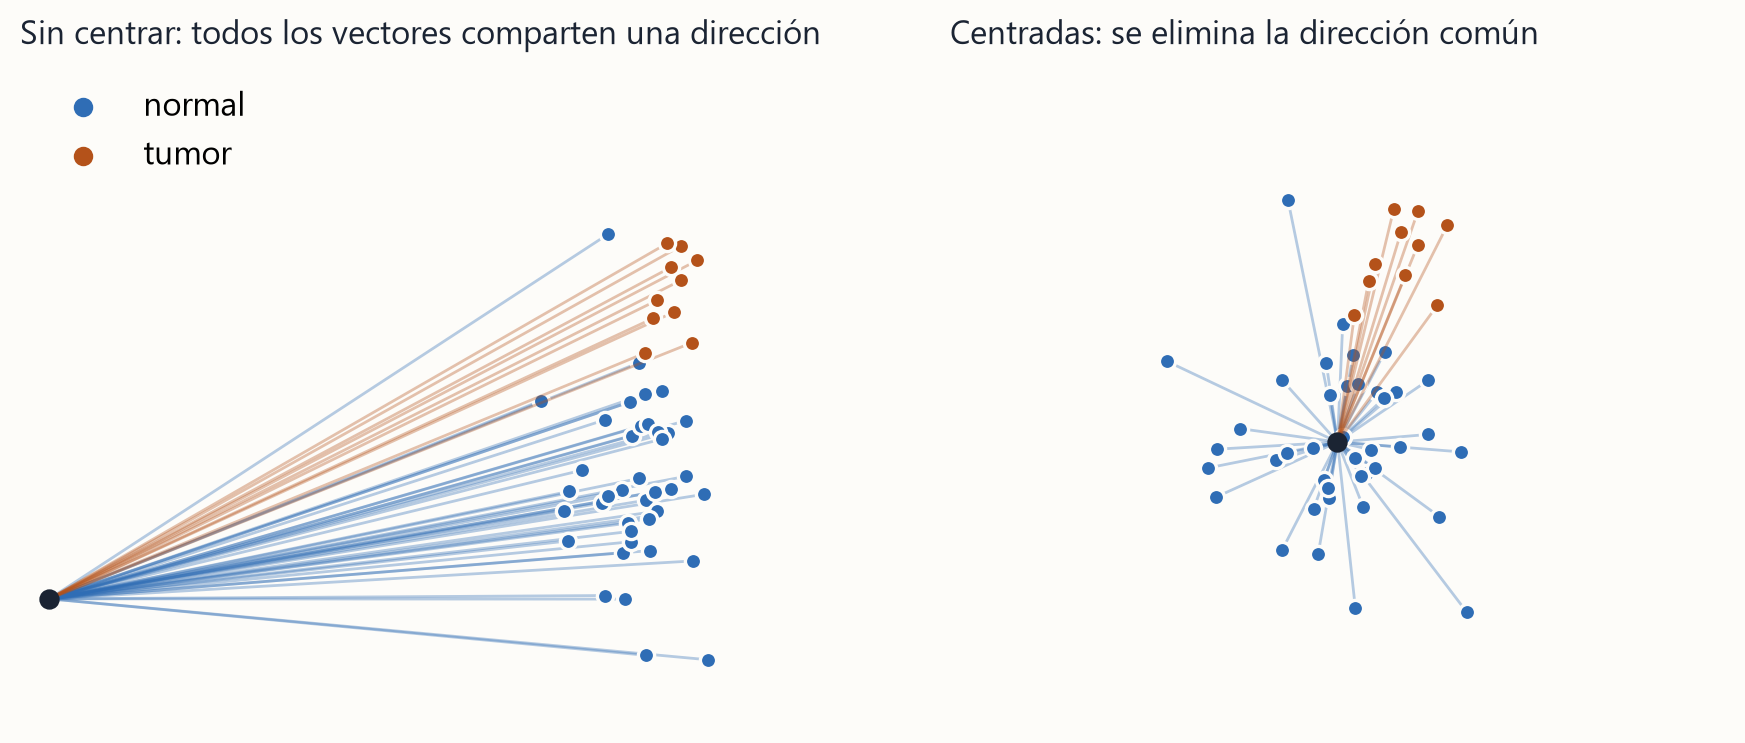 Sin centrar: todos los vectores comparten una dirección
Centradas: se elimina la dirección común
normal
tumor